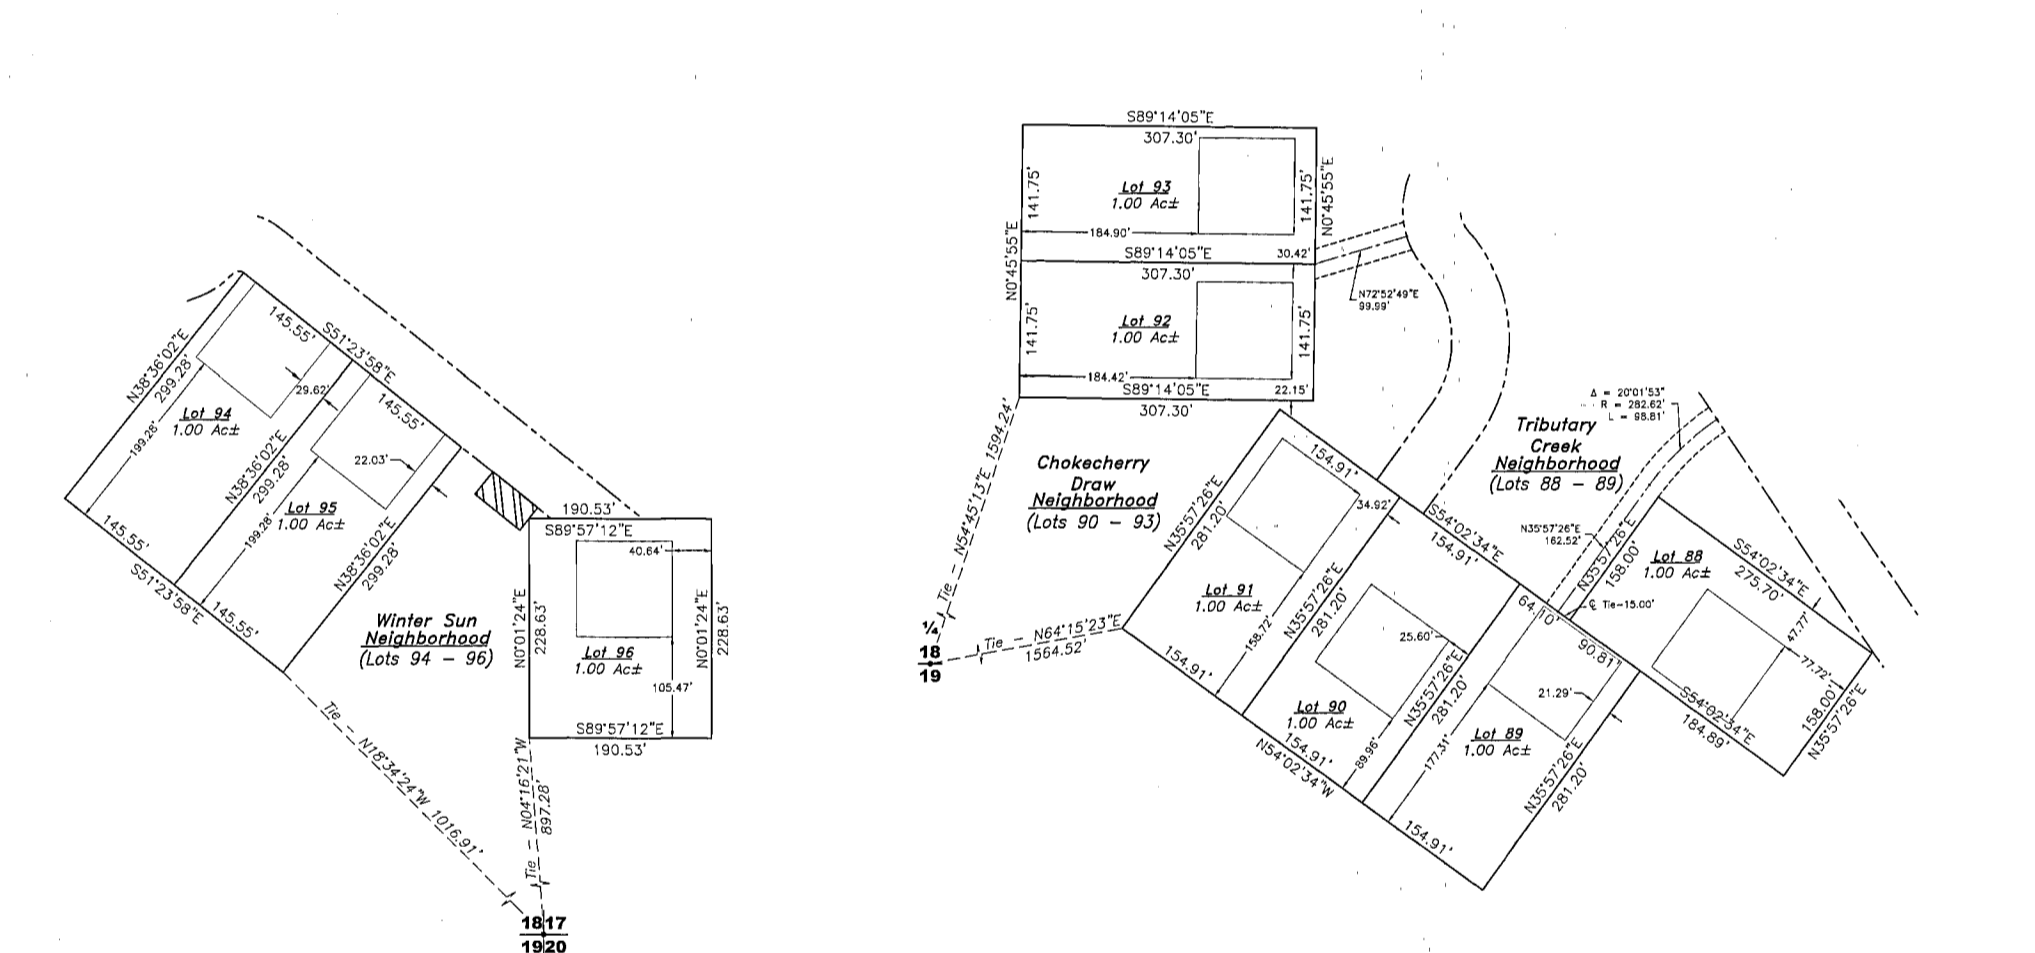 N38°36'02"E
299.28'
145.55'
S51°23'58"E
29.62'
Lot 94
1.00 Ac±
199.28'
145.55'
22.03'
N38°36'02"E
299.28'
Lot 95
1.00 Ac±
199.28'
N38°36'02"E
299.28'
145.55'
S51°23'58"E
145.55'
Winter Sun
Neighborhood
(Lots 94 - 96)
190.53'
S89°57'12"E
40.64'
N0°01'24"E
228.63'
N0°01'24"E
228.63'
Lot 96
1.00 Ac±
105.47'
S89°57'12"E
190.53'
Tie - N18°34'24"W 1016.91'
Tie - N04°16'21"W
897.28'
18 17
19 20
S89°14'05"E
307.30'
141.75'
Lot 93
1.00 Ac±
141.75'
N0°45'55"E
184.90'
N0°45'55"E
S89°14'05"E
30.42'
307.30'
N72°52'49"E
99.99'
141.75'
Lot 92
1.00 Ac±
141.75'
184.42'
S89°14'05"E
22.15'
307.30'
Tie - N54°45'13"E 1594.24'
Chokecherry
Draw
Neighborhood
(Lots 90 - 93)
1/4
18
19
Tie - N64°15'23"E
1564.52'
154.91'
N35°57'26"E
281.20'
34.92'
Lot 91
1.00 Ac±
158.72'
N35°57'26"E
281.20'
154.91'
S54°02'34"E
154.91'
25.60'
Lot 90
1.00 Ac±
89.96'
N35°57'26"E
281.20'
154.91'
N54°02'34"W
64.10'
90.81'
21.29'
Lot 89
1.00 Ac±
177.31'
N35°57'26"E
281.20'
154.91'
Tributary
Creek
Neighborhood
(Lots 88 - 89)
Δ = 20°01'53"
R = 282.62'
L = 98.81'
N35°57'26"E
162.52'
N35°57'26"E
158.00'
℄ Tie-15.00'
Lot 88
1.00 Ac±
S54°02'34"E
275.70'
47.77'
77.72'
158.00'
N35°57'26"E
S54°02'34"E
184.89'